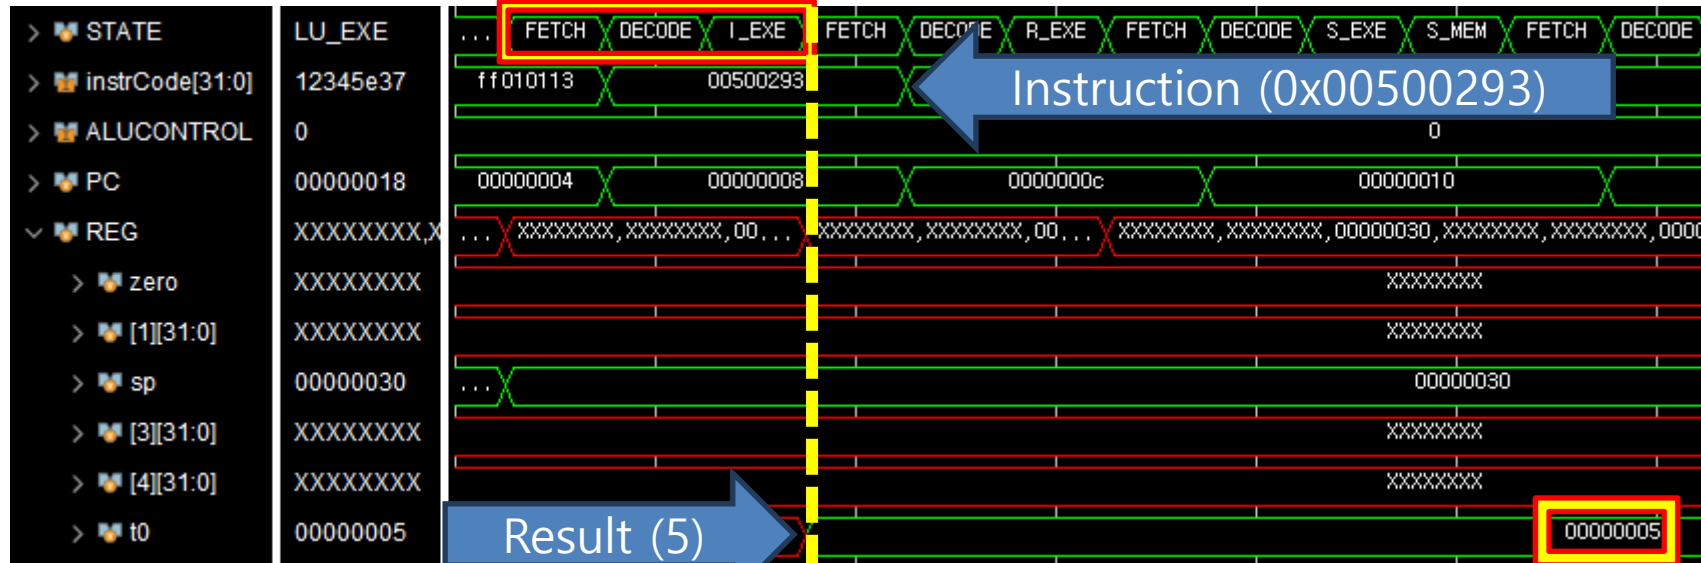 STATE LU_EXE ... FETCH DECODE I_EXE FETCH DECODE R_EXE FETCH DECODE S_EXE S_MEM FETCH DECODE
instrCode[31:0] 12345e37 ff010113 00500293 Instruction (0x00500293)
ALUCONTROL 0 0
PC 00000018 00000004 00000008 0000000c 00000010
REG XXXXXXXX,X ... XXXXXXXX,XXXXXXXX,00... XXXXXXXX,XXXXXXXX,00... XXXXXXXX,XXXXXXXX,00000030,XXXXXXXX,XXXXXXXX,0000
zero XXXXXXXX XXXXXXXX
[1][31:0] XXXXXXXX XXXXXXXX
sp 00000030 ... 00000030
[3][31:0] XXXXXXXX XXXXXXXX
[4][31:0] XXXXXXXX XXXXXXXX
t0 00000005 Result (5) 00000005